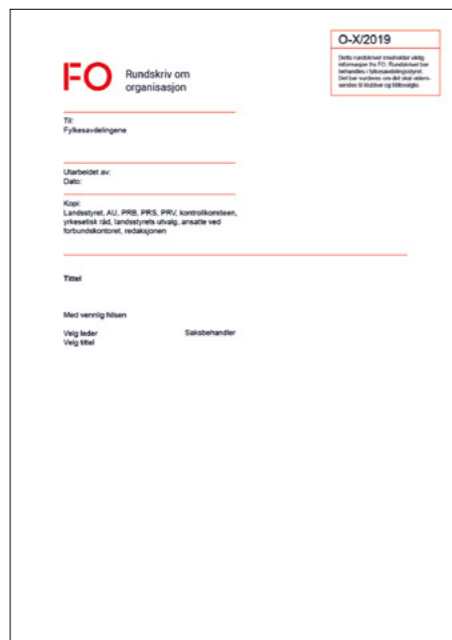 O-X/2019
Dette rundskrivet inneholder viktig
informasjon fra FO. Rundskrivet bør
behandles i fylkesavdelingsstyret.
Det bør vurderes om det skal videre-
sendes til klubber og tillitsvalgte.
FO
Rundskriv om
organisasjon
Til:
Fylkesavdelingene
Utarbeidet av:
Dato:
Kopi:
Landsstyret, AU, PRB, PRS, PRV, kontrollkomiteen,
yrkesetisk råd, landsstyrets utvalg, ansatte ved
forbundskontoret, redaksjonen
Tittel
Med vennlig hilsen
Velg leder Saksbehandler
Velg tittel